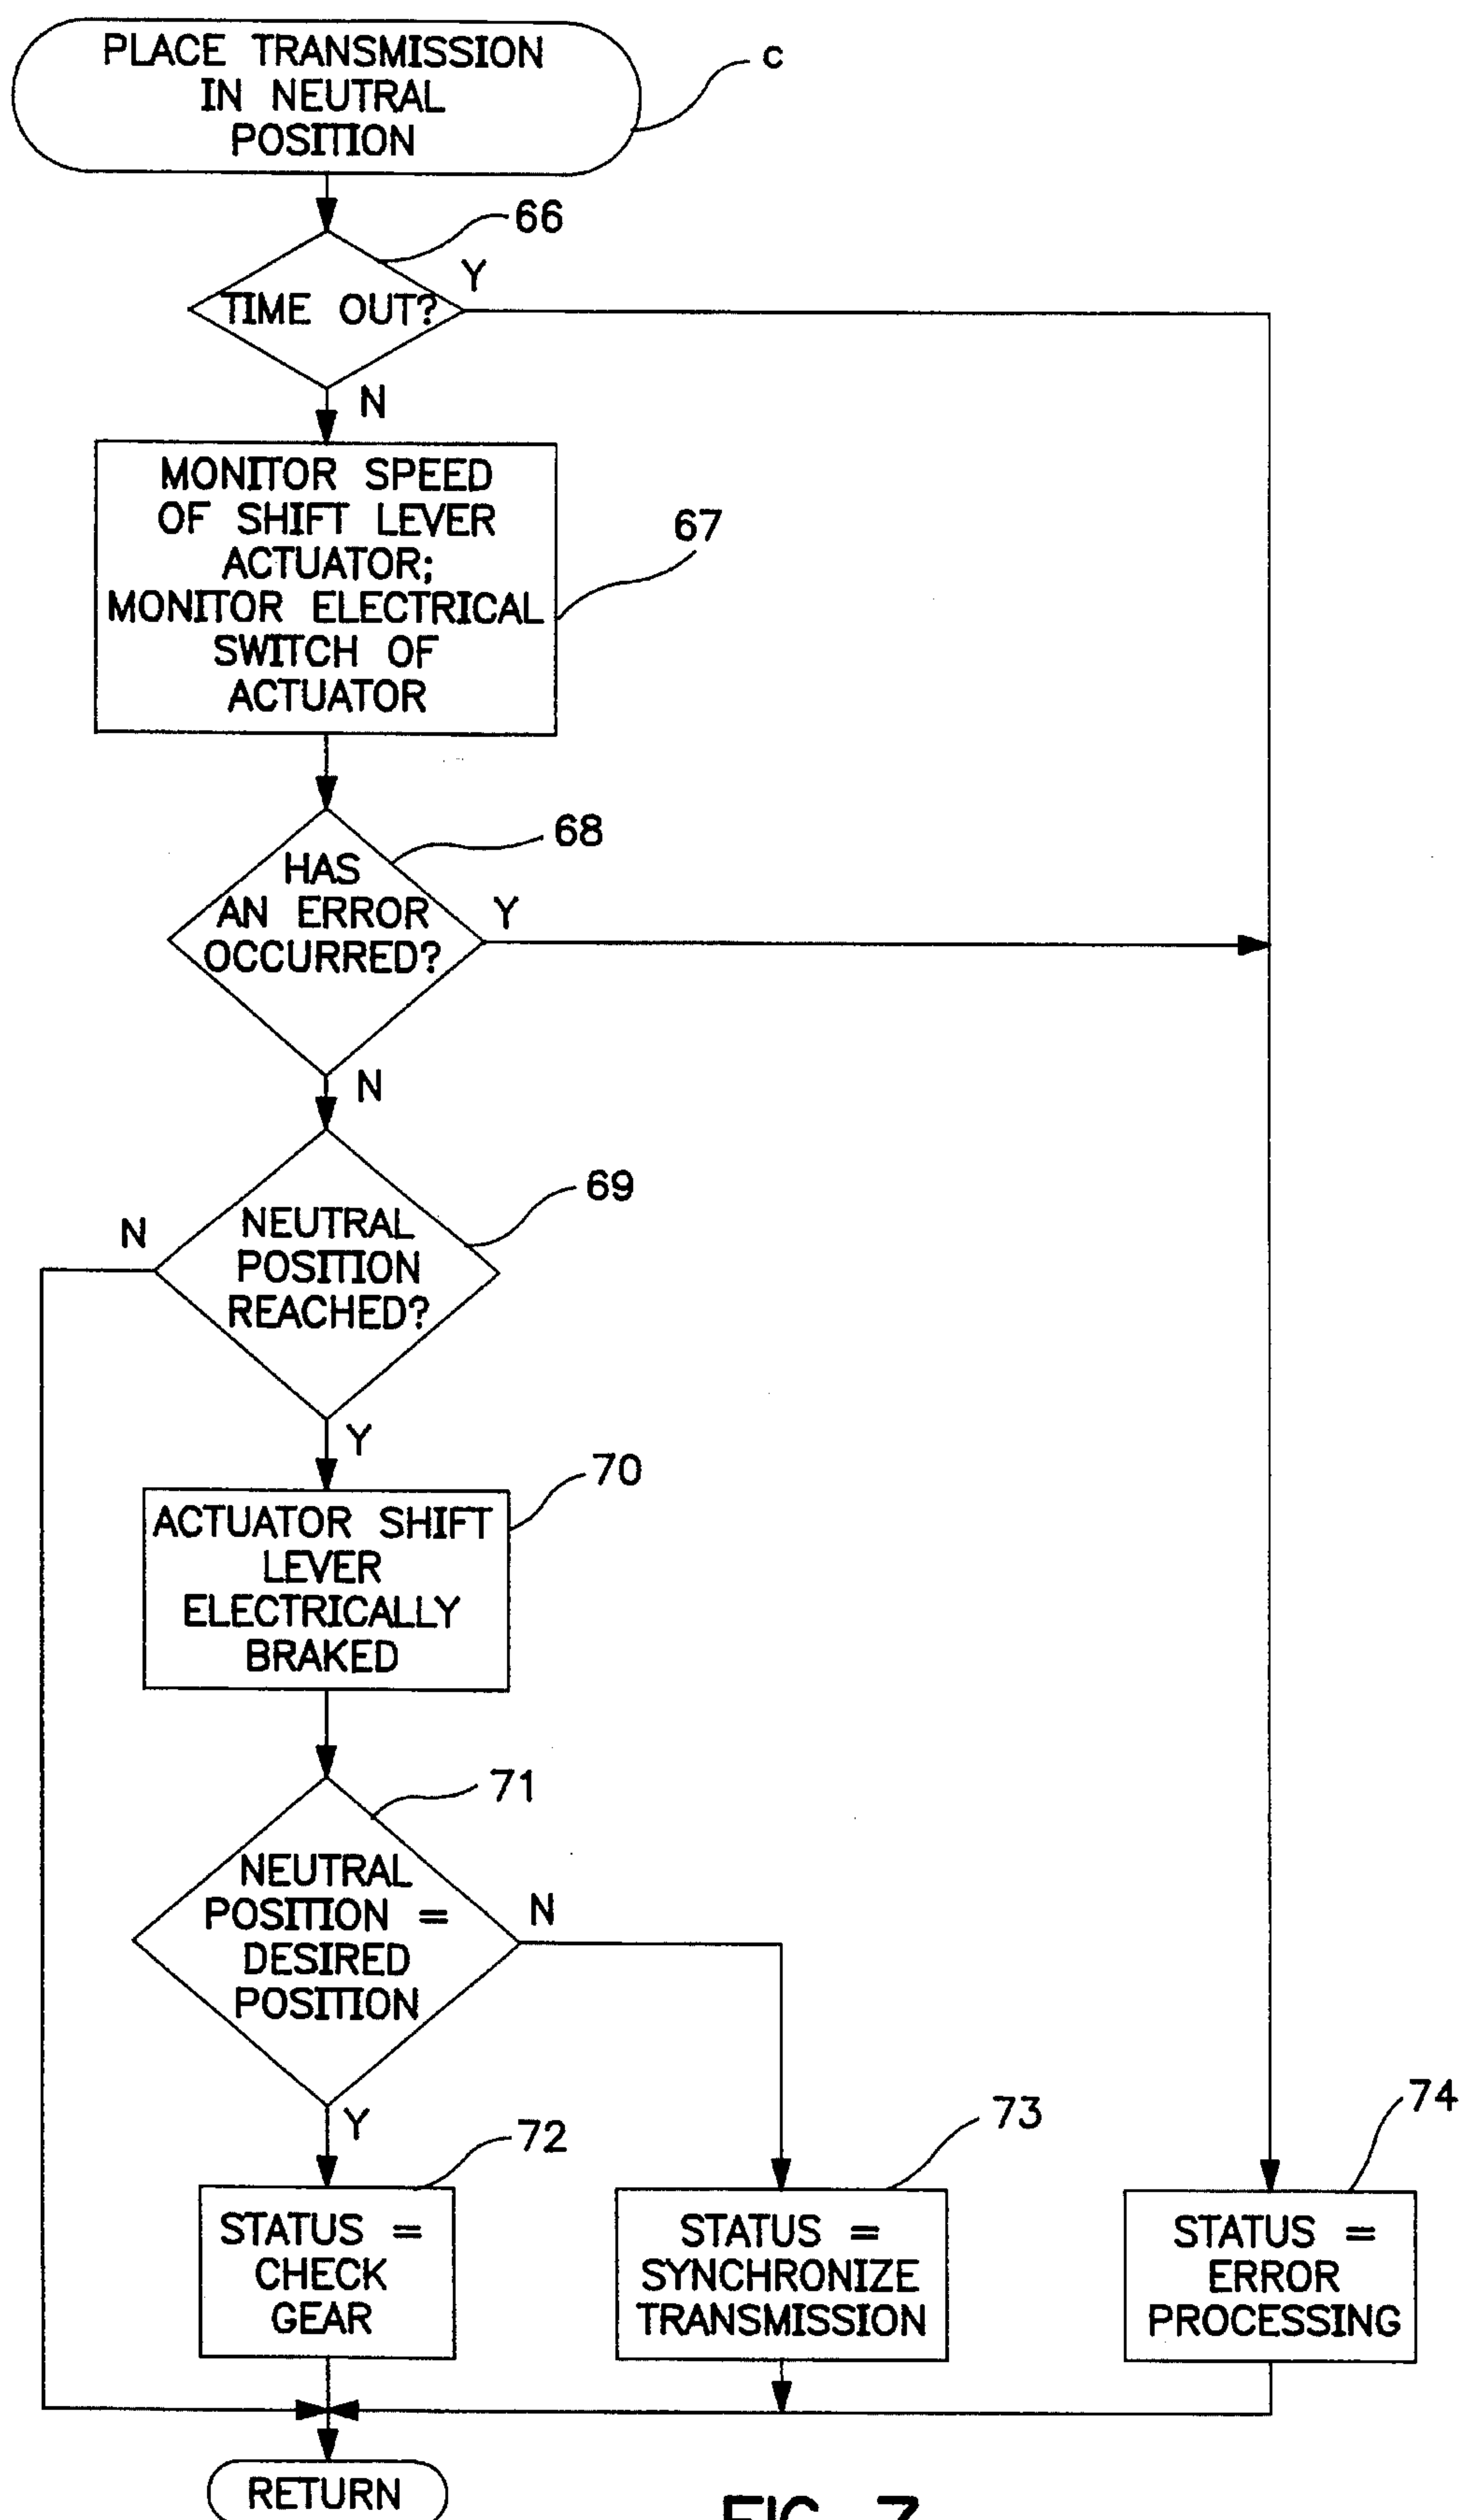 PLACE TRANSMISSION
IN NEUTRAL
POSITION
C
66
TIME OUT?
Y
N
MONITOR SPEED
OF SHIFT LEVER
ACTUATOR;
MONITOR ELECTRICAL
SWITCH OF
ACTUATOR
67
68
HAS
AN ERROR
OCCURRED?
Y
N
69
N
NEUTRAL
POSITION
REACHED?
Y
70
ACTUATOR SHIFT
LEVER
ELECTRICALLY
BRAKED
71
NEUTRAL
POSITION =
DESIRED
POSITION
N
Y
72
73
74
STATUS =
CHECK
GEAR
STATUS =
SYNCHRONIZE
TRANSMISSION
STATUS =
ERROR
PROCESSING
RETURN